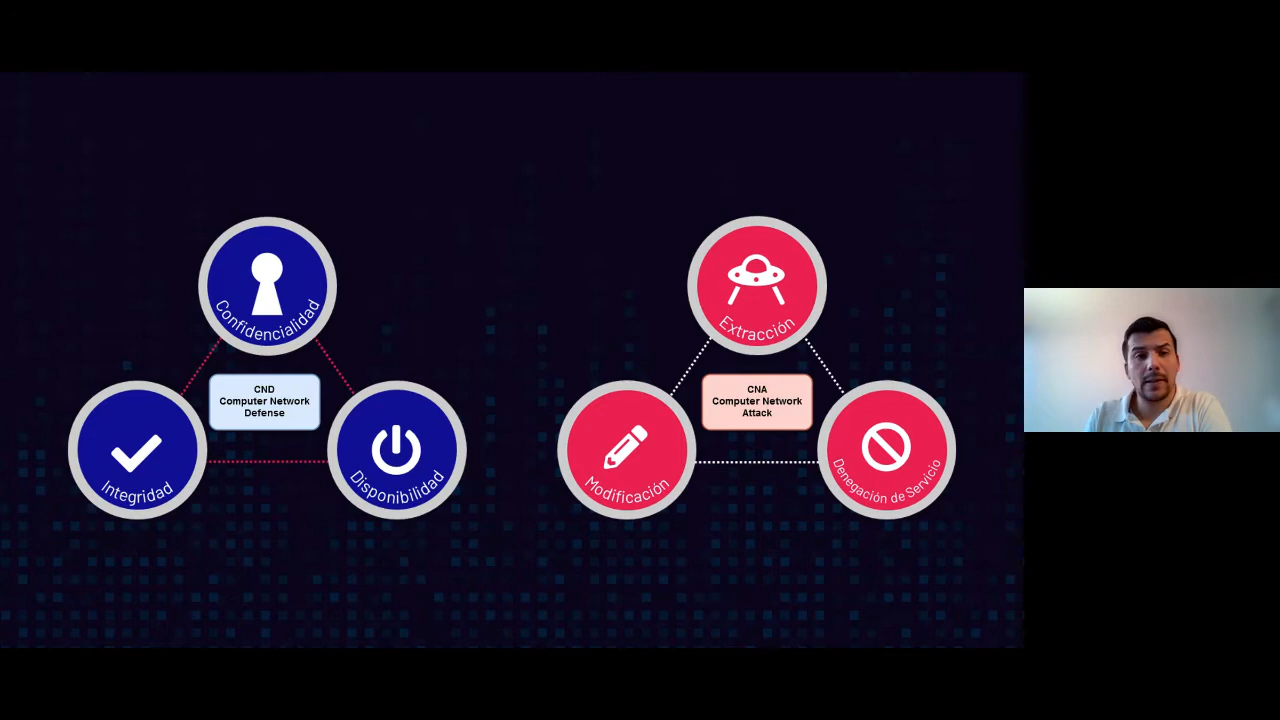 Confidencialidad
CND
Computer Network
Defense
Integridad
Disponibilidad
Extracción
CNA
Computer Network
Attack
Modificación
Denegación de Servicio